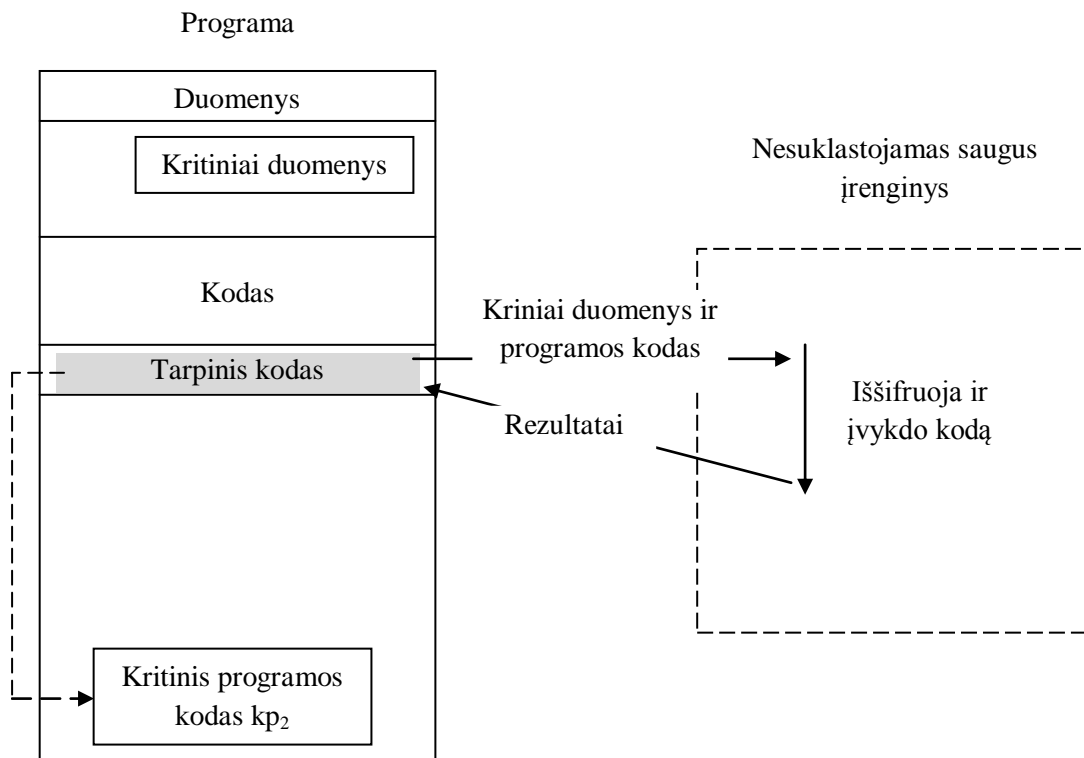 Programa
Duomenys
Kritiniai duomenys
Nesuklastojamas saugus
įrenginys
Kodas
Kriniai duomenys ir
programos kodas
Tarpinis kodas
Iššifruoja ir
įvykdo kodą
Rezultatai
Kritinis programos
kodas kp₂